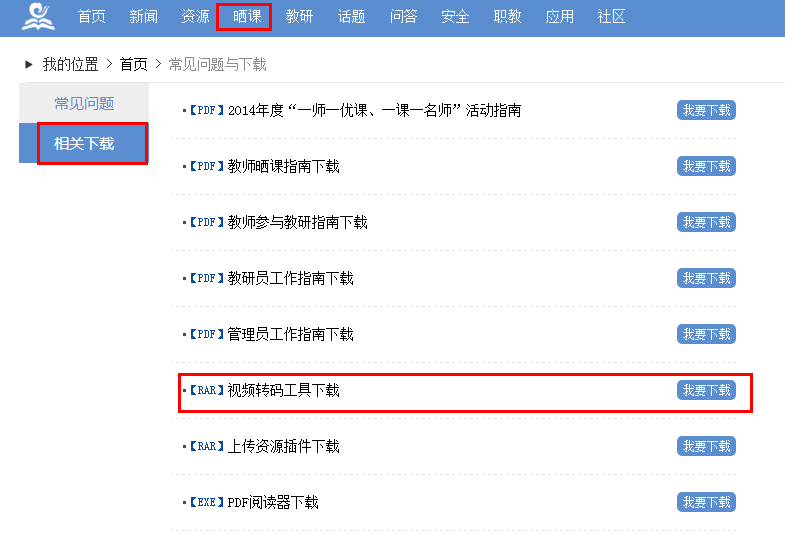 首页 新闻 资源 晒课 教研 话题 问答 安全 职教 应用 社区
我的位置 > 首页 > 常见问题与下载
常见问题
相关下载
【PDF】2014年度“一师一优课、一课一名师”活动指南 我要下载
【PDF】教师晒课指南下载 我要下载
【PDF】教师参与教研指南下载 我要下载
【PDF】教研员工作指南下载 我要下载
【PDF】管理员工作指南下载 我要下载
【RAR】视频转码工具下载 我要下载
【RAR】上传资源插件下载 我要下载
【EXE】PDF阅读器下载 我要下载